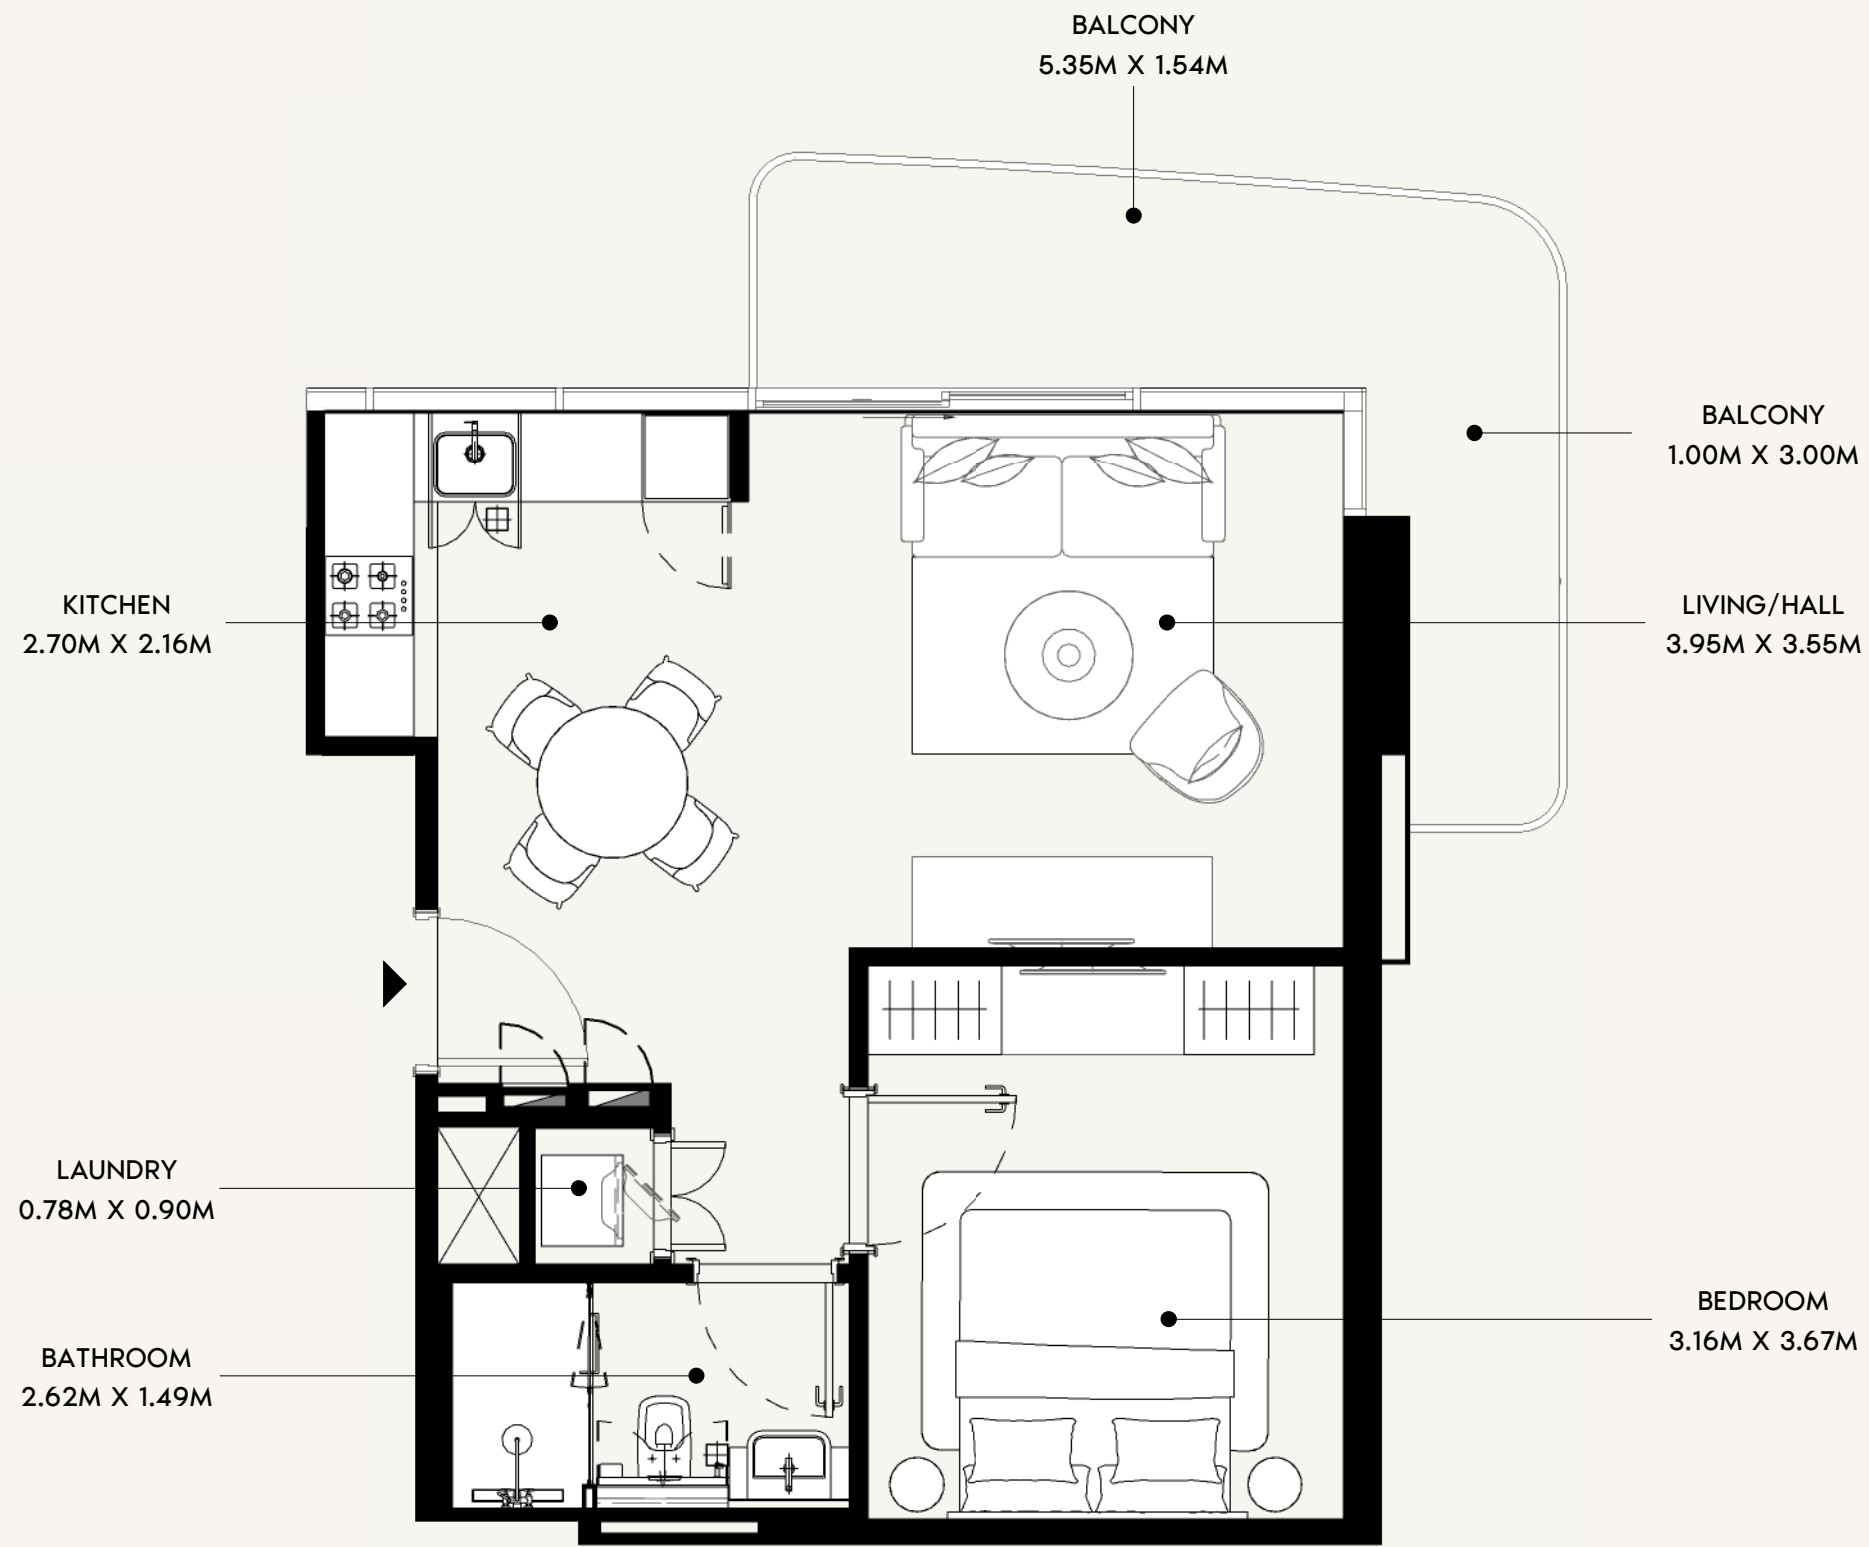 BALCONY
5.35M X 1.54M
BALCONY
1.00M X 3.00M
KITCHEN
2.70M X 2.16M
LIVING/HALL
3.95M X 3.55M
LAUNDRY
0.78M X 0.90M
BEDROOM
3.16M X 3.67M
BATHROOM
2.62M X 1.49M